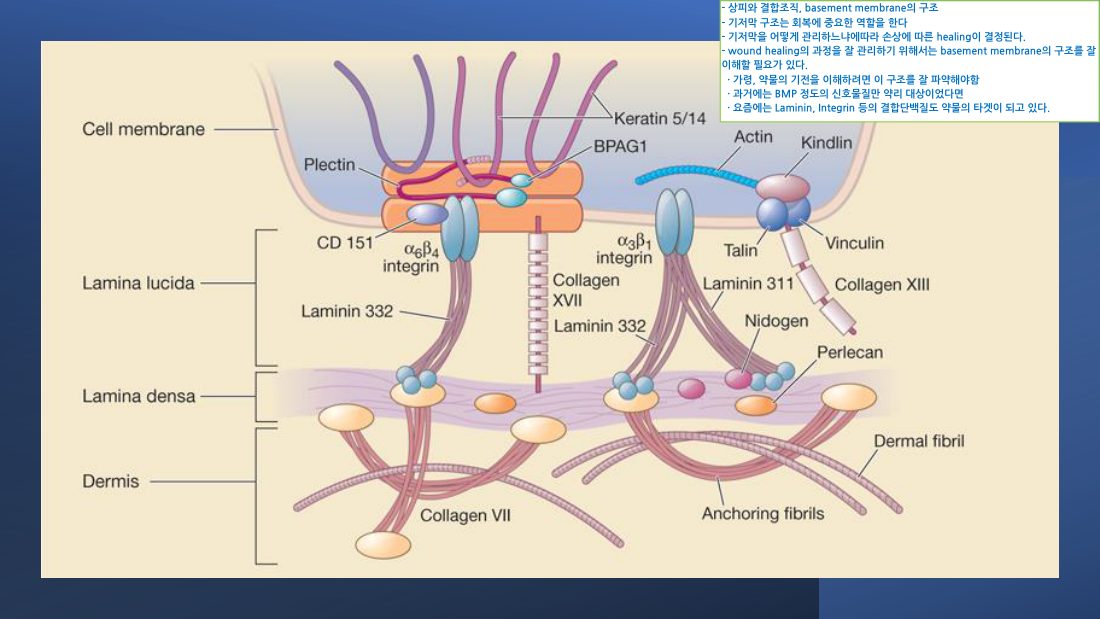 - 상피와 결합조직, basement membrane의 구조
- 기저막 구조는 회복에 중요한 역할을 한다
- 기저막을 어떻게 관리하느냐에따라 손상에 따른 healing이 결정된다.
- wound healing의 과정을 잘 관리하기 위해서는 basement membrane의 구조를 잘
이해할 필요가 있다.
- 가령, 약물의 기전을 이해하려면 이 구조를 잘 파악해야함
- 과거에는 BMP 정도의 신호물질만 약리 대상이었다면
- 요즘에는 Laminin, Integrin 등의 결합단백질도 약물의 타겟이 되고 있다.
Cell membrane
Keratin 5/14
BPAG1
Plectin
Actin
Kindlin
CD 151
α6β4
integrin
α3β1
integrin
Talin
Vinculin
Lamina lucida
Collagen
XVII
Laminin 311
Collagen XIII
Laminin 332
Laminin 332
Nidogen
Perlecan
Lamina densa
Dermal fibril
Dermis
Collagen VII
Anchoring fibrils